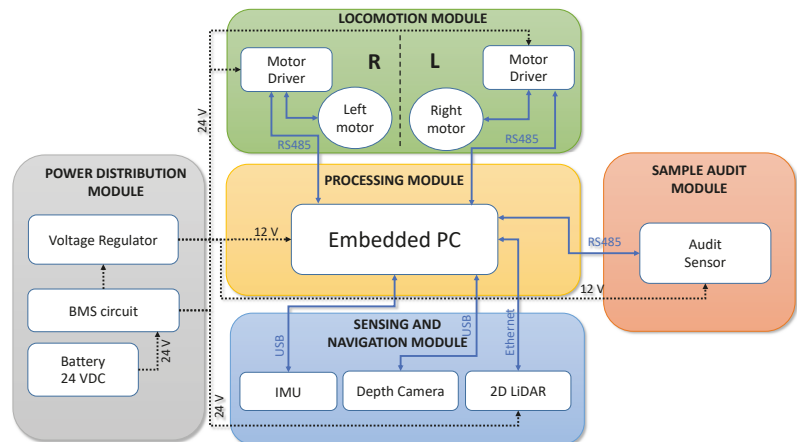 LOCOMOTION MODULE
Motor
Driver
R
L
Motor
Driver
Left
motor
Right
motor
24 V
RS485
RS485
POWER DISTRIBUTION
MODULE
Voltage Regulator
BMS circuit
Battery
24 VDC
24 V
12 V
PROCESSING MODULE
Embedded PC
SAMPLE AUDIT
MODULE
RS485
Audit
Sensor
12 V
SENSING AND
NAVIGATION MODULE
USB
USB
Ethernet
IMU
Depth Camera
2D LiDAR
24 V